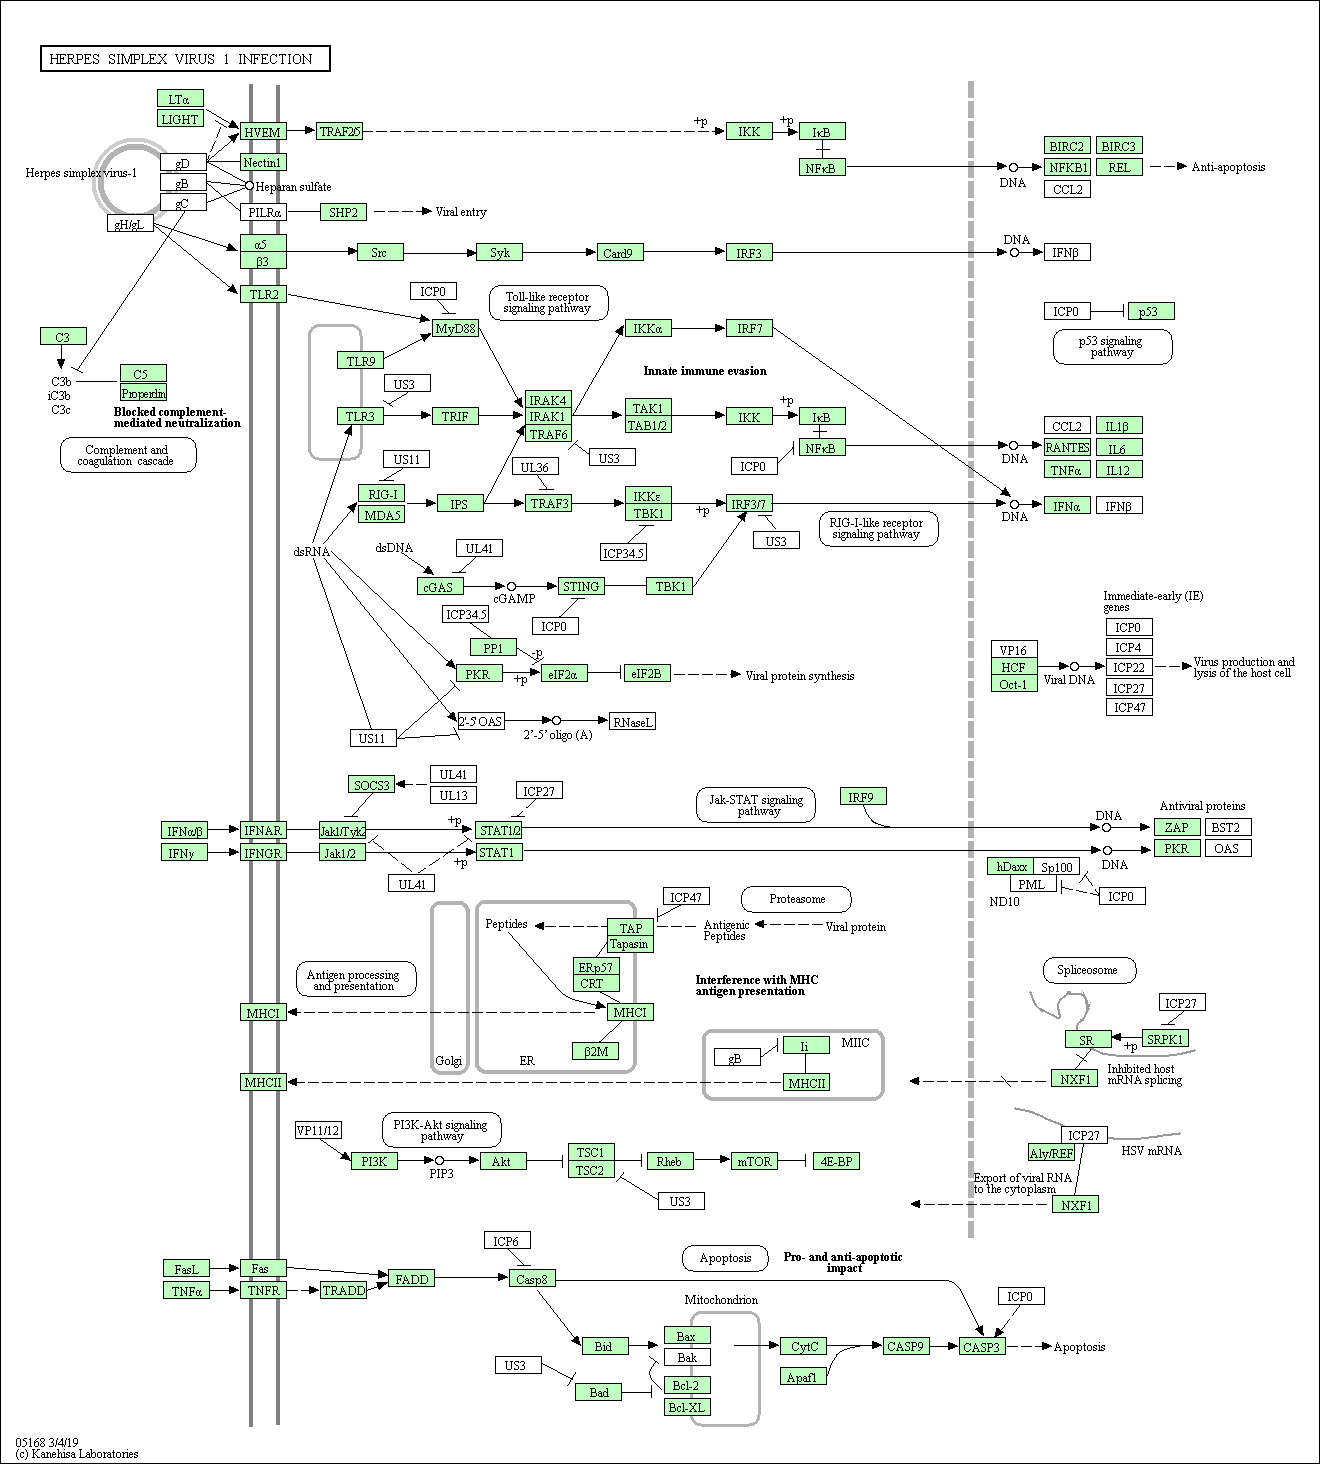 HERPES SIMPLEX VIRUS 1 INFECTION
LTα
LIGHT
HVEM
TRAF2/5
+p
IKK
+p
IκB
NFκB
DNA
BIRC2
BIRC3
NFKB1
REL
CCL2
Anti-apoptosis
Herpes simplex virus-1
gD
gB
gC
gH/gL
Nectin1
Heparan sulfate
PILRα
SHP2
Viral entry
α5
β3
Src
Syk
Card9
IRF3
DNA
IFNβ
TLR2
ICP0
MyD88
Toll-like receptor
signaling pathway
IKKα
IRF7
ICP0
p53
p53 signaling
pathway
C3
C3b
iC3b
C3c
C5
Properdin
Blocked complement-
mediated neutralization
Complement and
coagulation cascade
TLR9
US3
TLR3
TRIF
IRAK4
IRAK1
TRAF6
US3
Innate immune evasion
TAK1
TAB1/2
IKK
+p
IκB
NFκB
ICP0
DNA
CCL2
IL1β
RANTES
IL6
TNFα
IL12
US11
RIG-I
MDA5
IPS
UL36
TRAF3
IKKε
TBK1
ICP34.5
+p
IRF3/7
US3
RIG-I-like receptor
signaling pathway
DNA
IFNα
IFNβ
dsRNA
dsDNA
UL41
cGAS
cGAMP
STING
ICP0
TBK1
ICP34.5
PP1
-p
PKR
+p
eIF2α
eIF2B
Viral protein synthesis
US11
2'-5' OAS
2'-5' oligo (A)
RNaseL
Immediate-early (IE)
genes
VP16
HCF
Oct-1
Viral DNA
ICP0
ICP4
ICP22
ICP27
ICP47
Virus production and
lysis of the host cell
SOCS3
UL41
UL13
ICP27
Jak-STAT signaling
pathway
IRF9
IFNα/β
IFNAR
Jak1/Tyk2
+p
STAT1/2
DNA
Antiviral proteins
ZAP
BST2
IFNγ
IFNGR
Jak1/2
+p
STAT1
DNA
PKR
OAS
UL41
hDaxx
Sp100
PML
ND10
ICP0
ICP47
Proteasome
Peptides
TAP
Tapasin
Antigenic
Peptides
Viral protein
ERp57
CRT
Antigen processing
and presentation
MHCI
MHCI
β2M
Golgi
ER
Interference with MHC
antigen presentation
gB
Ii
MIIC
MHCII
MHCII
Spliceosome
ICP27
SR
+p
SRPK1
NXF1
Inhibited host
mRNA splicing
VP11/12
PI3K-Akt signaling
pathway
PI3K
PIP3
Akt
TSC1
TSC2
Rheb
mTOR
4E-BP
US3
ICP27
Aly/REF
HSV mRNA
Export of viral RNA
to the cytoplasm
NXF1
FasL
Fas
TNFα
TNFR
TRADD
FADD
ICP6
Casp8
Apoptosis
Pro- and anti-apoptotic
impact
Mitochondrion
ICP0
Bid
Bax
Bak
US3
Bad
Bcl-2
Bcl-XL
CytC
Apaf1
CASP9
CASP3
Apoptosis
05168 3/4/19
(c) Kanehisa Laboratories